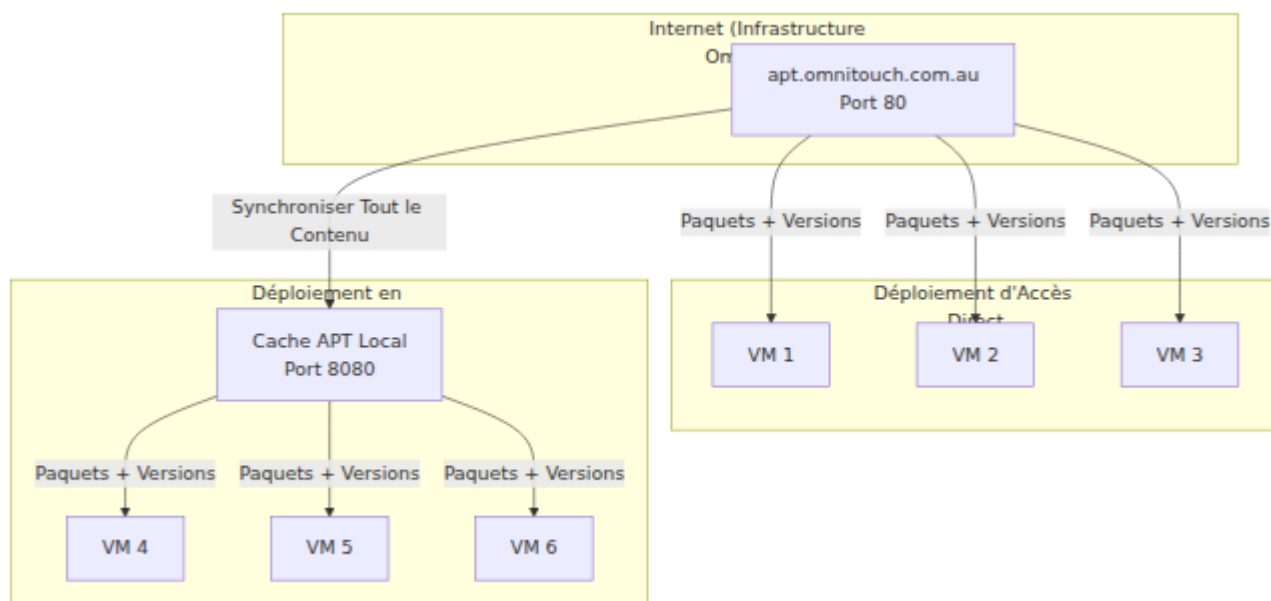 Internet (Infrastructure
apt.omnitouch.com.au
Port 80
Synchroniser Tout le
Contenu
Paquets + Versions
Paquets + Versions
Paquets + Versions
Déploiement en
Cache APT Local
Port 8080
Déploiement d'Accès
Direct
VM 1
VM 2
VM 3
Paquets + Versions
Paquets + Versions
Paquets + Versions
VM 4
VM 5
VM 6